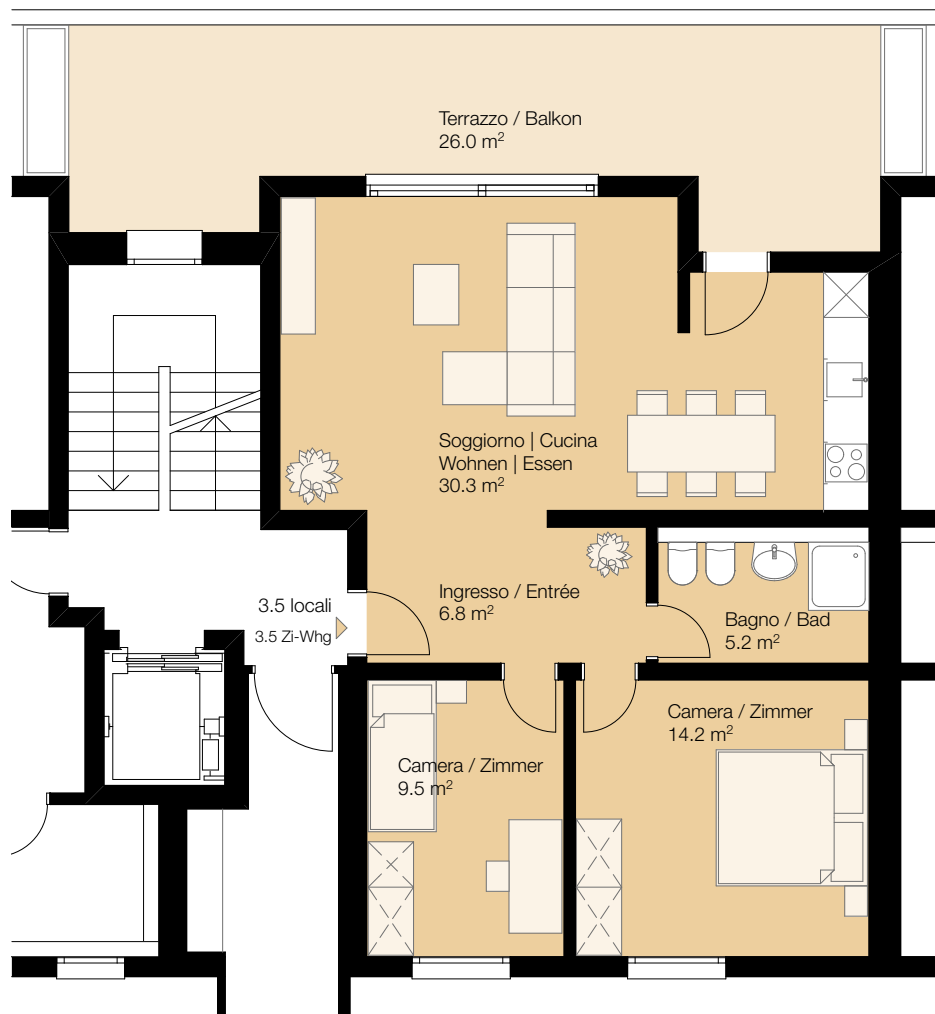 Terrazzo / Balkon
26.0 m²
Soggiorno | Cucina
Wohnen | Essen
30.3 m²
Ingresso / Entrée
6.8 m²
3.5 locali
3.5 Zi-Whg
Bagno / Bad
5.2 m²
Camera / Zimmer
14.2 m²
Camera / Zimmer
9.5 m²